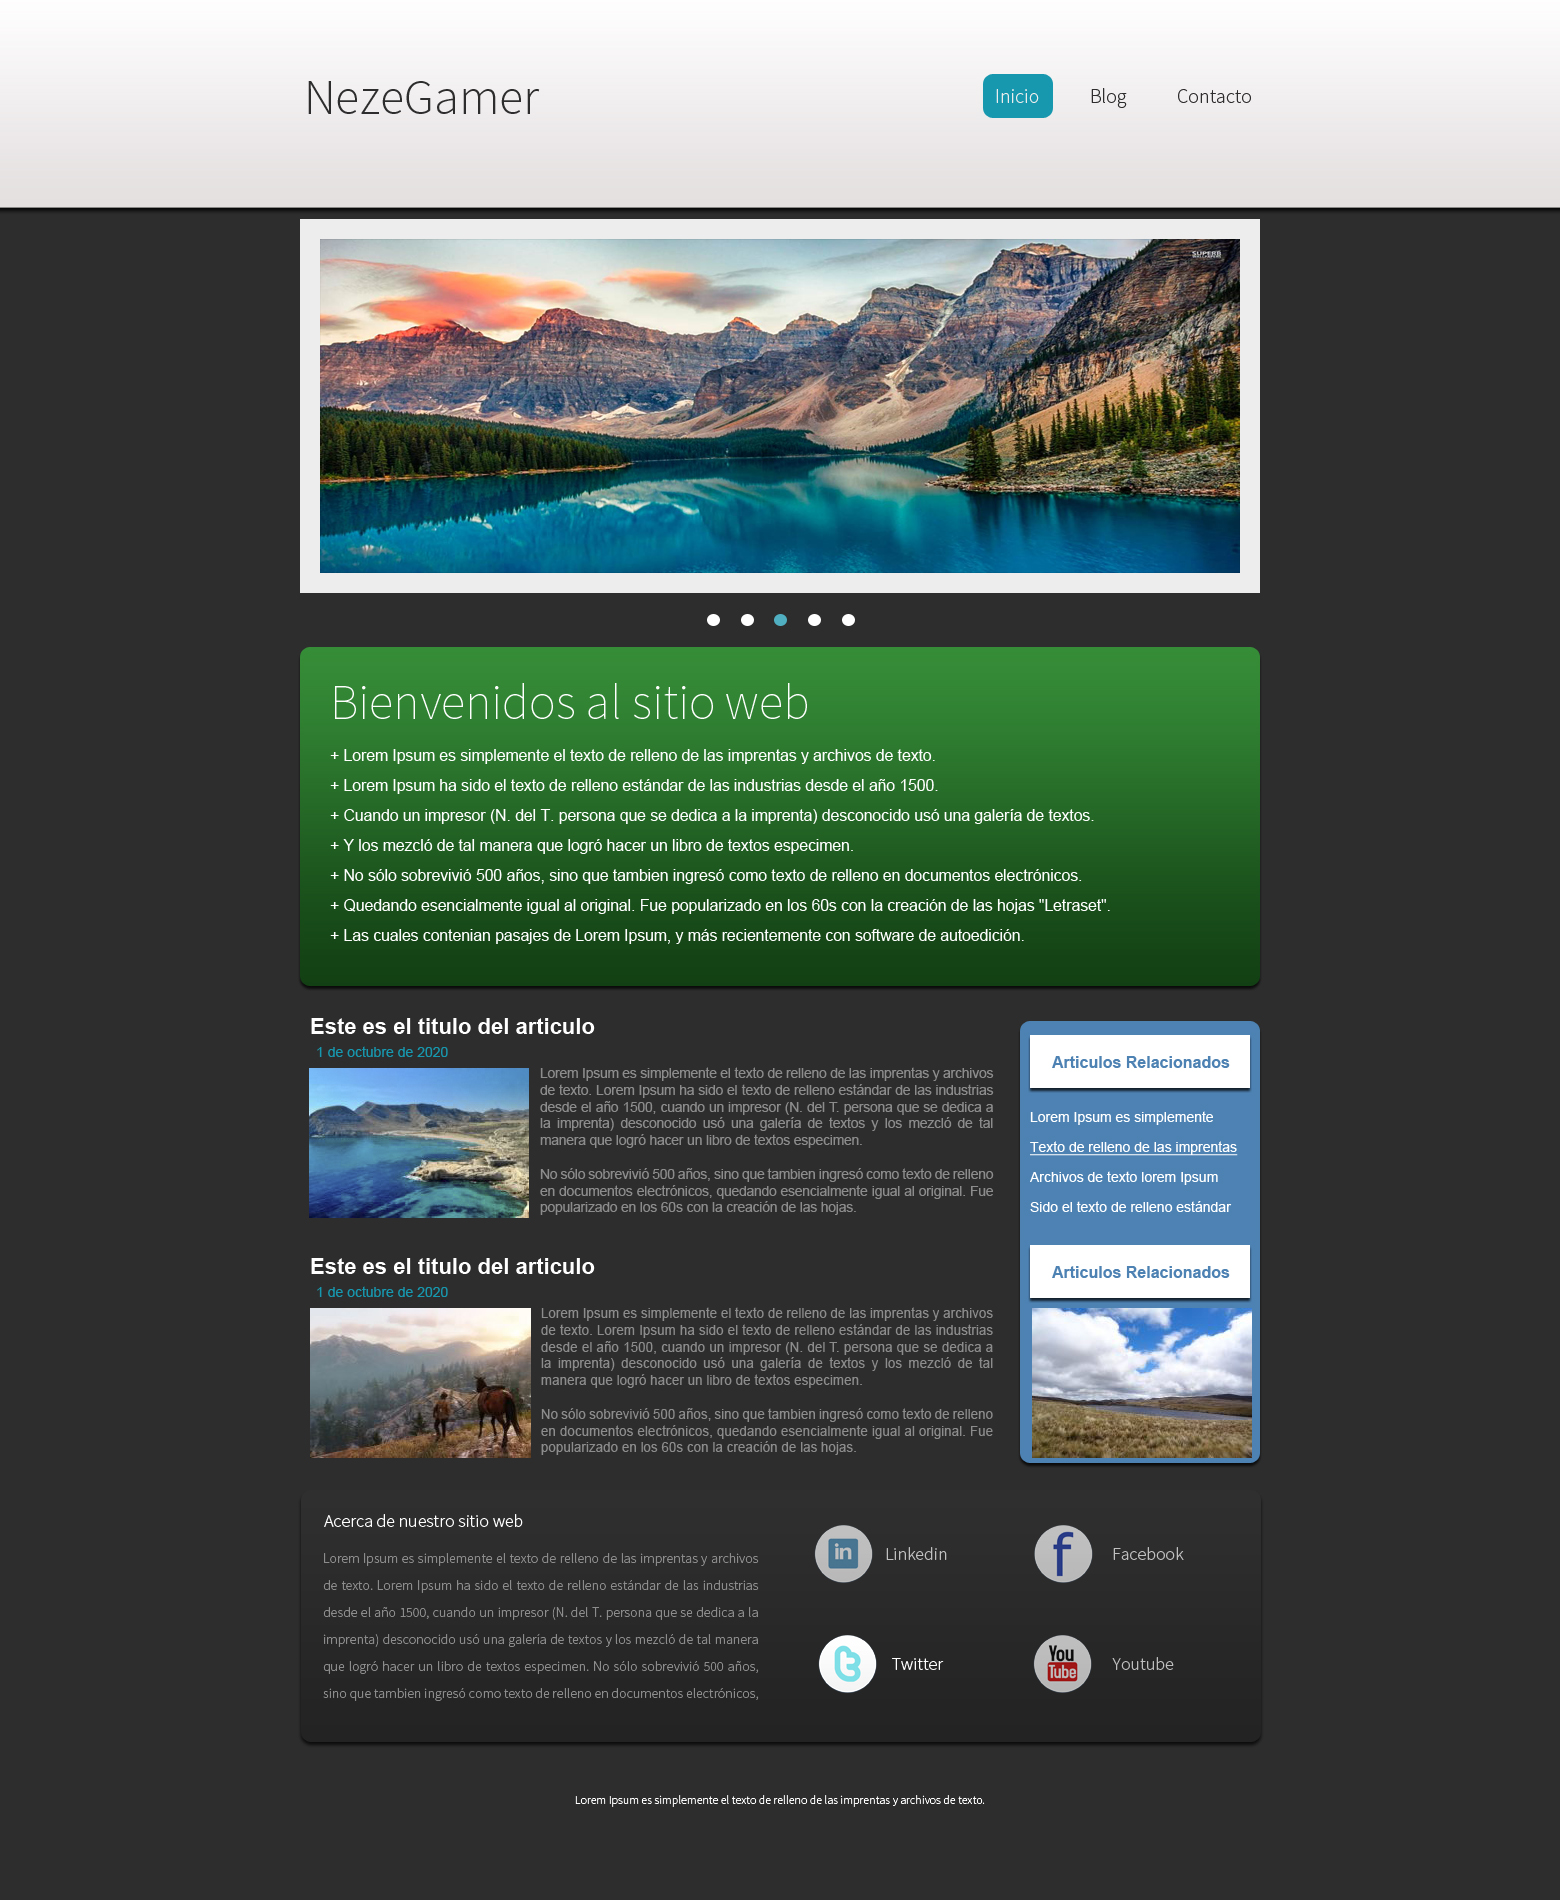 NezeGamer
Inicio
Blog
Contacto
SUPERB
Bienvenidos al sitio web
+ Lorem Ipsum es simplemente el texto de relleno de las imprentas y archivos de texto.
+ Lorem Ipsum ha sido el texto de relleno estándar de las industrias desde el año 1500.
+ Cuando un impresor (N. del T. persona que se dedica a la imprenta) desconocido usó una galería de textos.
+ Y los mezcló de tal manera que logró hacer un libro de textos especimen.
+ No sólo sobrevivió 500 años, sino que tambien ingresó como texto de relleno en documentos electrónicos.
+ Quedando esencialmente igual al original. Fue popularizado en los 60s con la creación de las hojas "Letraset".
+ Las cuales contenian pasajes de Lorem Ipsum, y más recientemente con software de autoedición.
Este es el titulo del articulo
1 de octubre de 2020
Lorem Ipsum es simplemente el texto de relleno de las imprentas y archivos
de texto. Lorem Ipsum ha sido el texto de relleno estándar de las industrias
desde el año 1500, cuando un impresor (N. del T. persona que se dedica a
la imprenta) desconocido usó una galería de textos y los mezcló de tal
manera que logró hacer un libro de textos especimen.
No sólo sobrevivió 500 años, sino que tambien ingresó como texto de relleno
en documentos electrónicos, quedando esencialmente igual al original. Fue
popularizado en los 60s con la creación de las hojas.
Este es el titulo del articulo
1 de octubre de 2020
Lorem Ipsum es simplemente el texto de relleno de las imprentas y archivos
de texto. Lorem Ipsum ha sido el texto de relleno estándar de las industrias
desde el año 1500, cuando un impresor (N. del T. persona que se dedica a
la imprenta) desconocido usó una galería de textos y los mezcló de tal
manera que logró hacer un libro de textos especimen.
No sólo sobrevivió 500 años, sino que tambien ingresó como texto de relleno
en documentos electrónicos, quedando esencialmente igual al original. Fue
popularizado en los 60s con la creación de las hojas.
Articulos Relacionados
Lorem Ipsum es simplemente
Texto de relleno de las imprentas
Archivos de texto lorem Ipsum
Sido el texto de relleno estándar
Articulos Relacionados
Acerca de nuestro sitio web
Lorem Ipsum es simplemente el texto de relleno de las imprentas y archivos
de texto. Lorem Ipsum ha sido el texto de relleno estándar de las industrias
desde el año 1500, cuando un impresor (N. del T. persona que se dedica a la
imprenta) desconocido usó una galería de textos y los mezcló de tal manera
que logró hacer un libro de textos especimen. No sólo sobrevivió 500 años,
sino que tambien ingresó como texto de relleno en documentos electrónicos,
in
Linkedin
f
Facebook
t
Twitter
You
Tube
Youtube
Lorem Ipsum es simplemente el texto de relleno de las imprentas y archivos de texto.